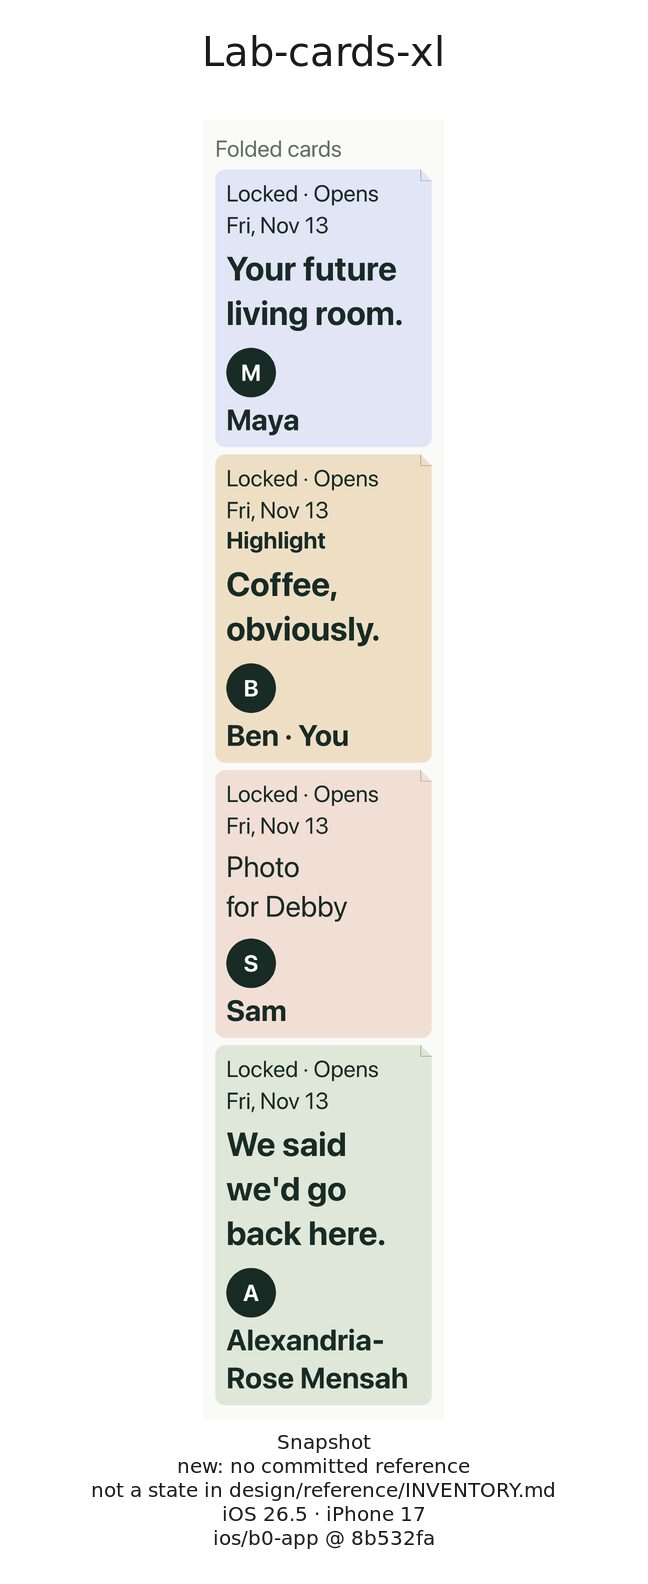 Lab-cards-xl
Folded cards
Locked · Opens
Fri, Nov 13
Your future
living room.
M
Maya
Locked · Opens
Fri, Nov 13
Highlight
Coffee,
obviously.
B
Ben · You
Locked · Opens
Fri, Nov 13
Photo
for Debby
S
Sam
Locked · Opens
Fri, Nov 13
We said
we'd go
back here.
A
Alexandria-
Rose Mensah
Snapshot
new: no committed reference
not a state in design/reference/INVENTORY.md
iOS 26.5 · iPhone 17
ios/b0-app @ 8b532fa